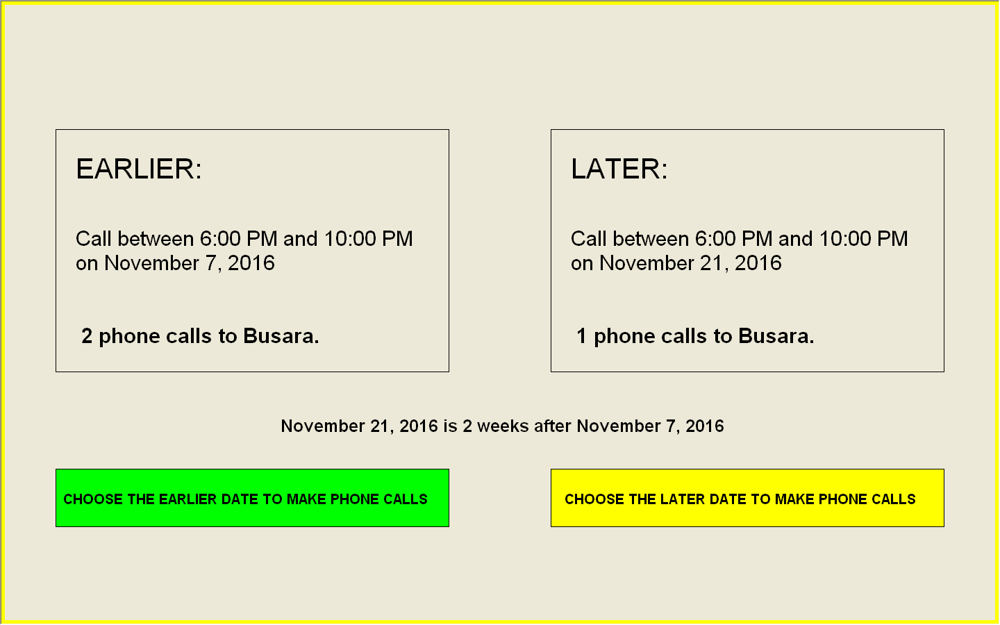 EARLIER:
Call between 6:00 PM and 10:00 PM
on November 7, 2016
2 phone calls to Busara.
LATER:
Call between 6:00 PM and 10:00 PM
on November 21, 2016
1 phone calls to Busara.
November 21, 2016 is 2 weeks after November 7, 2016
CHOOSE THE EARLIER DATE TO MAKE PHONE CALLS
CHOOSE THE LATER DATE TO MAKE PHONE CALLS